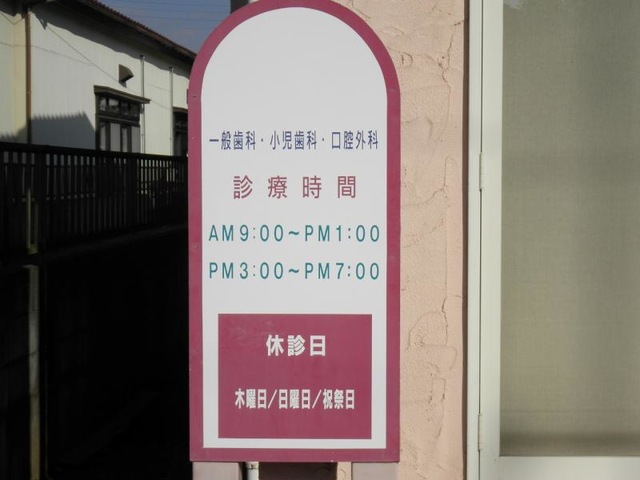 一般歯科・小児歯科・口腔外科
診療時間
AM9:00～PM1:00
PM3:00～PM7:00
休診日
木曜日/日曜日/祝祭日